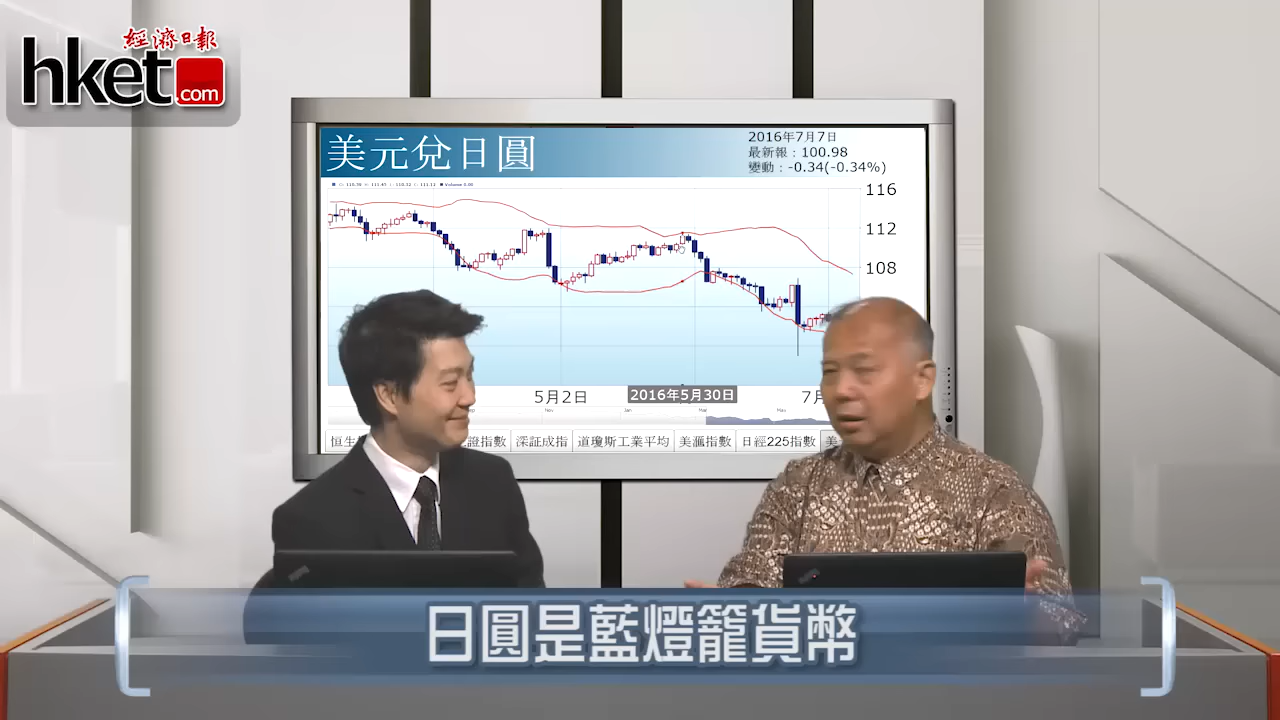 經濟日報
hket.com
美元兌日圓
2016年7月7日
最新報：100.98
變動：-0.34(-0.34%)
116
112
108
5月2日
2016年5月30日
7月
恒生
證指數
深証成指
道瓊斯工業平均
美滙指數
日經225指數
美
日圓是藍燈籠貨幣